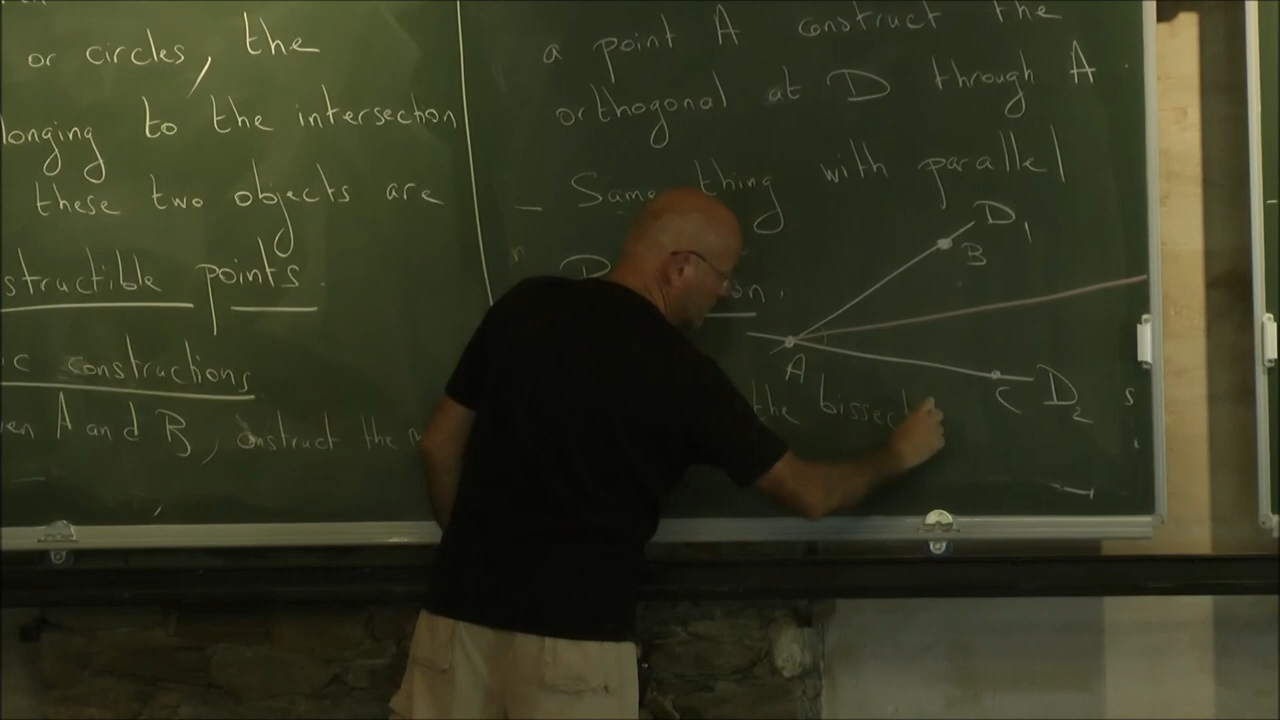 or circles, the
longing to the intersection
these two objects are
structible points.
c constructions
en A and B, construct the
a point A construct the
orthogonal at D through A.
– Same thing with parallel
D
on.
D1
B
A
C D2
the bissect
s